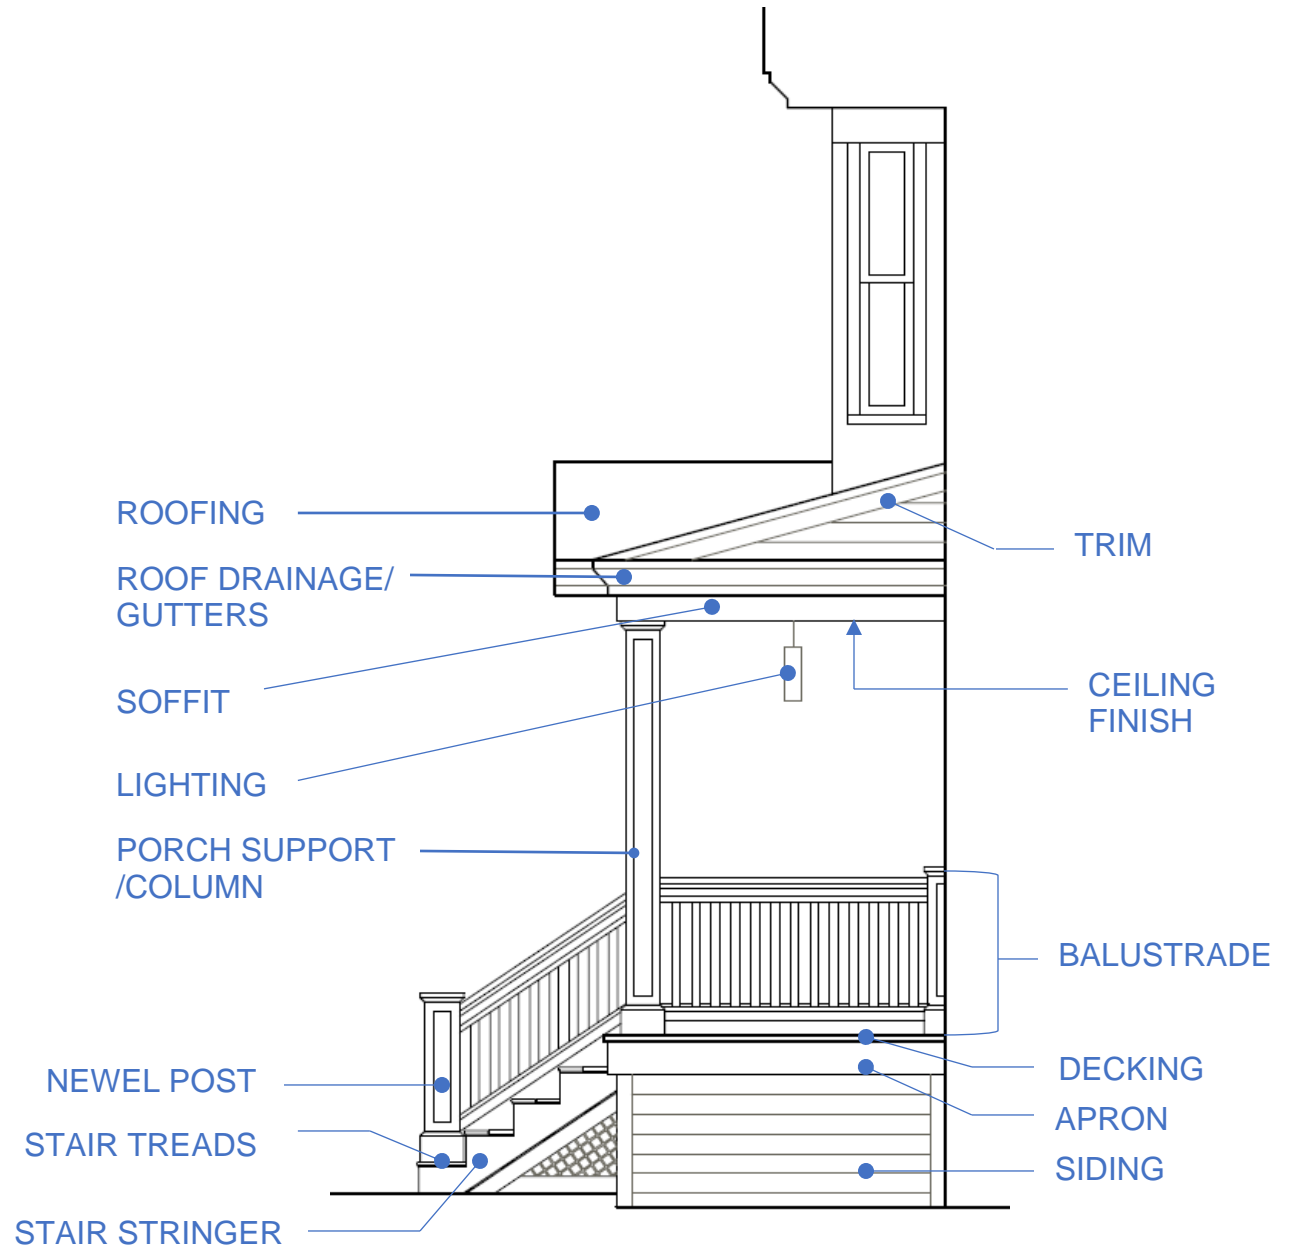 ROOFING
ROOF DRAINAGE/
GUTTERS
SOFFIT
LIGHTING
PORCH SUPPORT
/COLUMN
NEWEL POST
STAIR TREADS
STAIR STRINGER
TRIM
CEILING
FINISH
BALUSTRADE
DECKING
APRON
SIDING